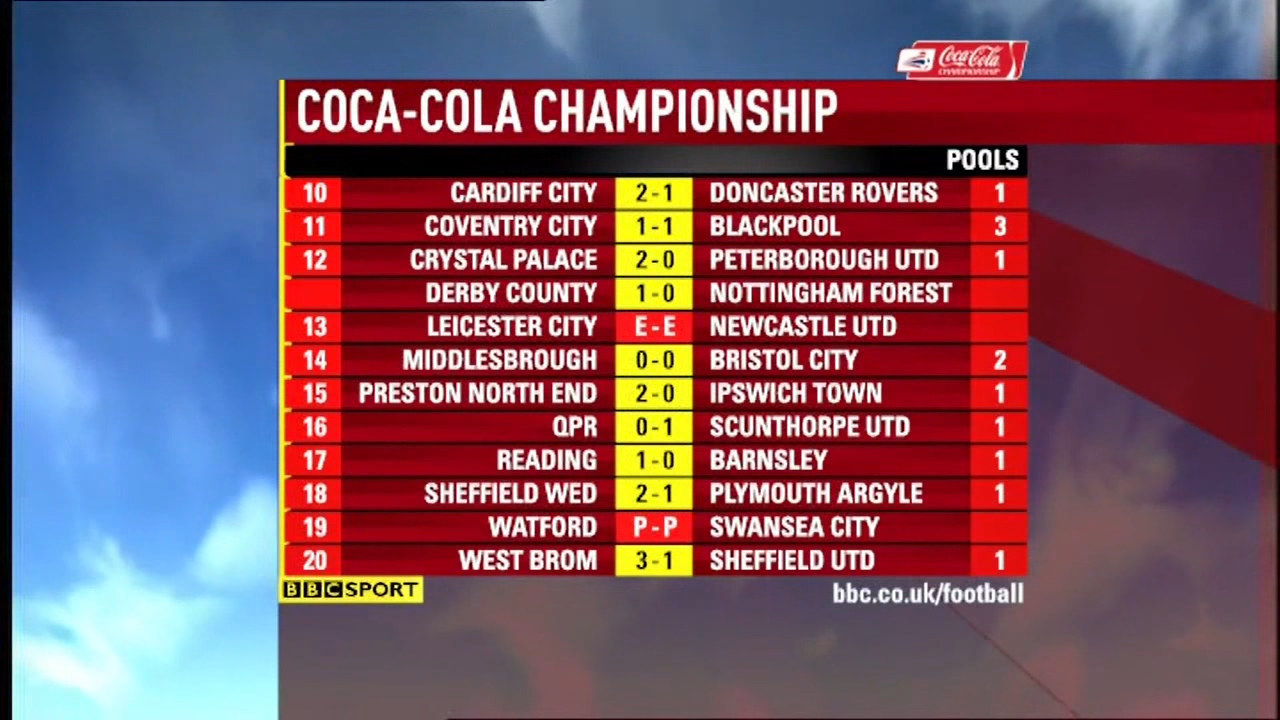 Coca-Cola
CHAMPIONSHIP
COCA-COLA CHAMPIONSHIP
POOLS
10 CARDIFF CITY 2-1 DONCASTER ROVERS 1
11 COVENTRY CITY 1-1 BLACKPOOL 3
12 CRYSTAL PALACE 2-0 PETERBOROUGH UTD 1
DERBY COUNTY 1-0 NOTTINGHAM FOREST
13 LEICESTER CITY E-E NEWCASTLE UTD
14 MIDDLESBROUGH 0-0 BRISTOL CITY 2
15 PRESTON NORTH END 2-0 IPSWICH TOWN 1
16 QPR 0-1 SCUNTHORPE UTD 1
17 READING 1-0 BARNSLEY 1
18 SHEFFIELD WED 2-1 PLYMOUTH ARGYLE 1
19 WATFORD P-P SWANSEA CITY
20 WEST BROM 3-1 SHEFFIELD UTD 1
BBC SPORT bbc.co.uk/football